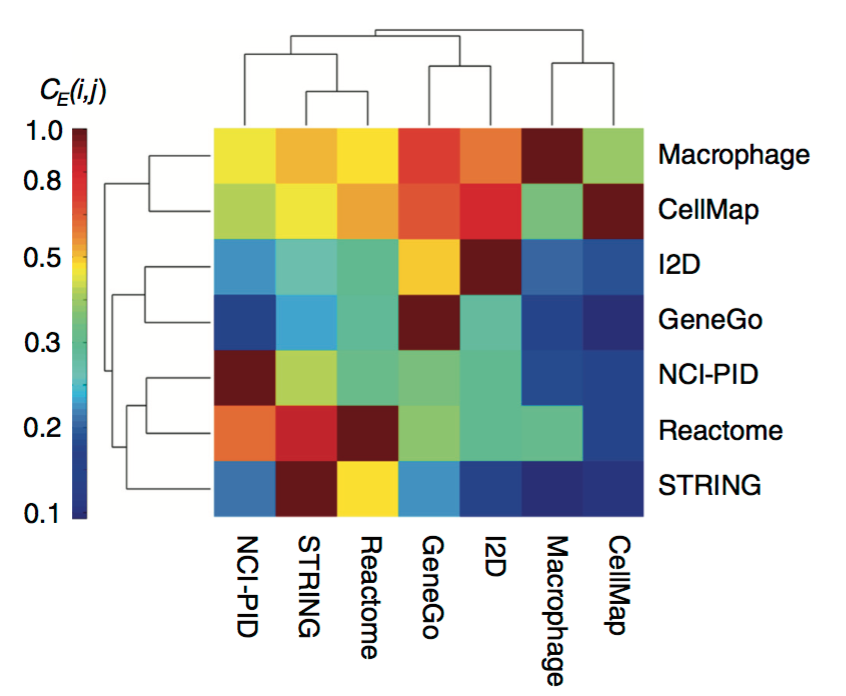 C_E(i,j)
1.0
0.8
0.5
0.3
0.2
0.1
Macrophage
CellMap
I2D
GeneGo
NCI-PID
Reactome
STRING
NCI-PID
STRING
Reactome
GeneGo
I2D
Macrophage
CellMap